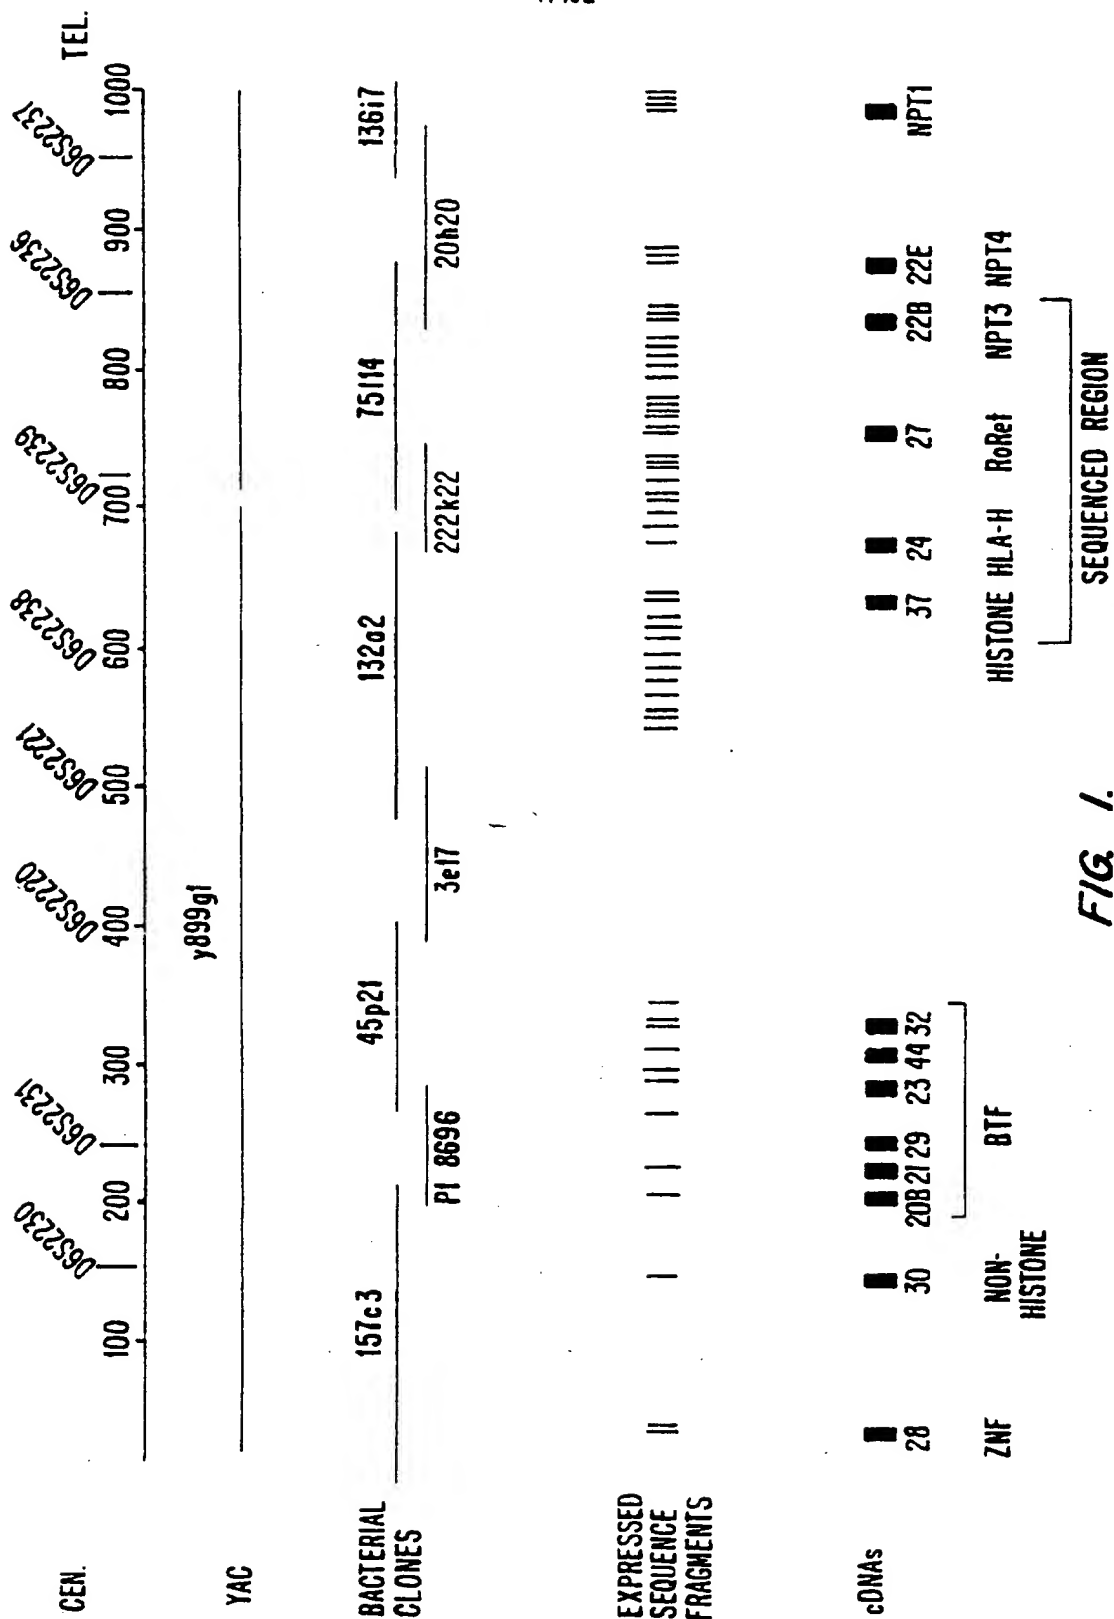 CEN.
D6S2230
D6S2231
D6S2220
D6S2221
D6S2238
D6S2239
D6S2236
D6S2237
TEL.
100
200
300
400
500
600
700
800
900
1000
YAC
y899g1
BACTERIAL
CLONES
157c3
45p21
132a2
75l14
136i7
P1 8696
3e17
222k22
20h20
EXPRESSED
SEQUENCE
FRAGMENTS
cDNAs
28
30
20B
21
29
23
44
32
37
24
27
22B
22E
NPT1
ZNF
NON-
HISTONE
BTF
HISTONE
HLA-H
RoRet
NPT3
NPT4
SEQUENCED REGION
FIG. 1.